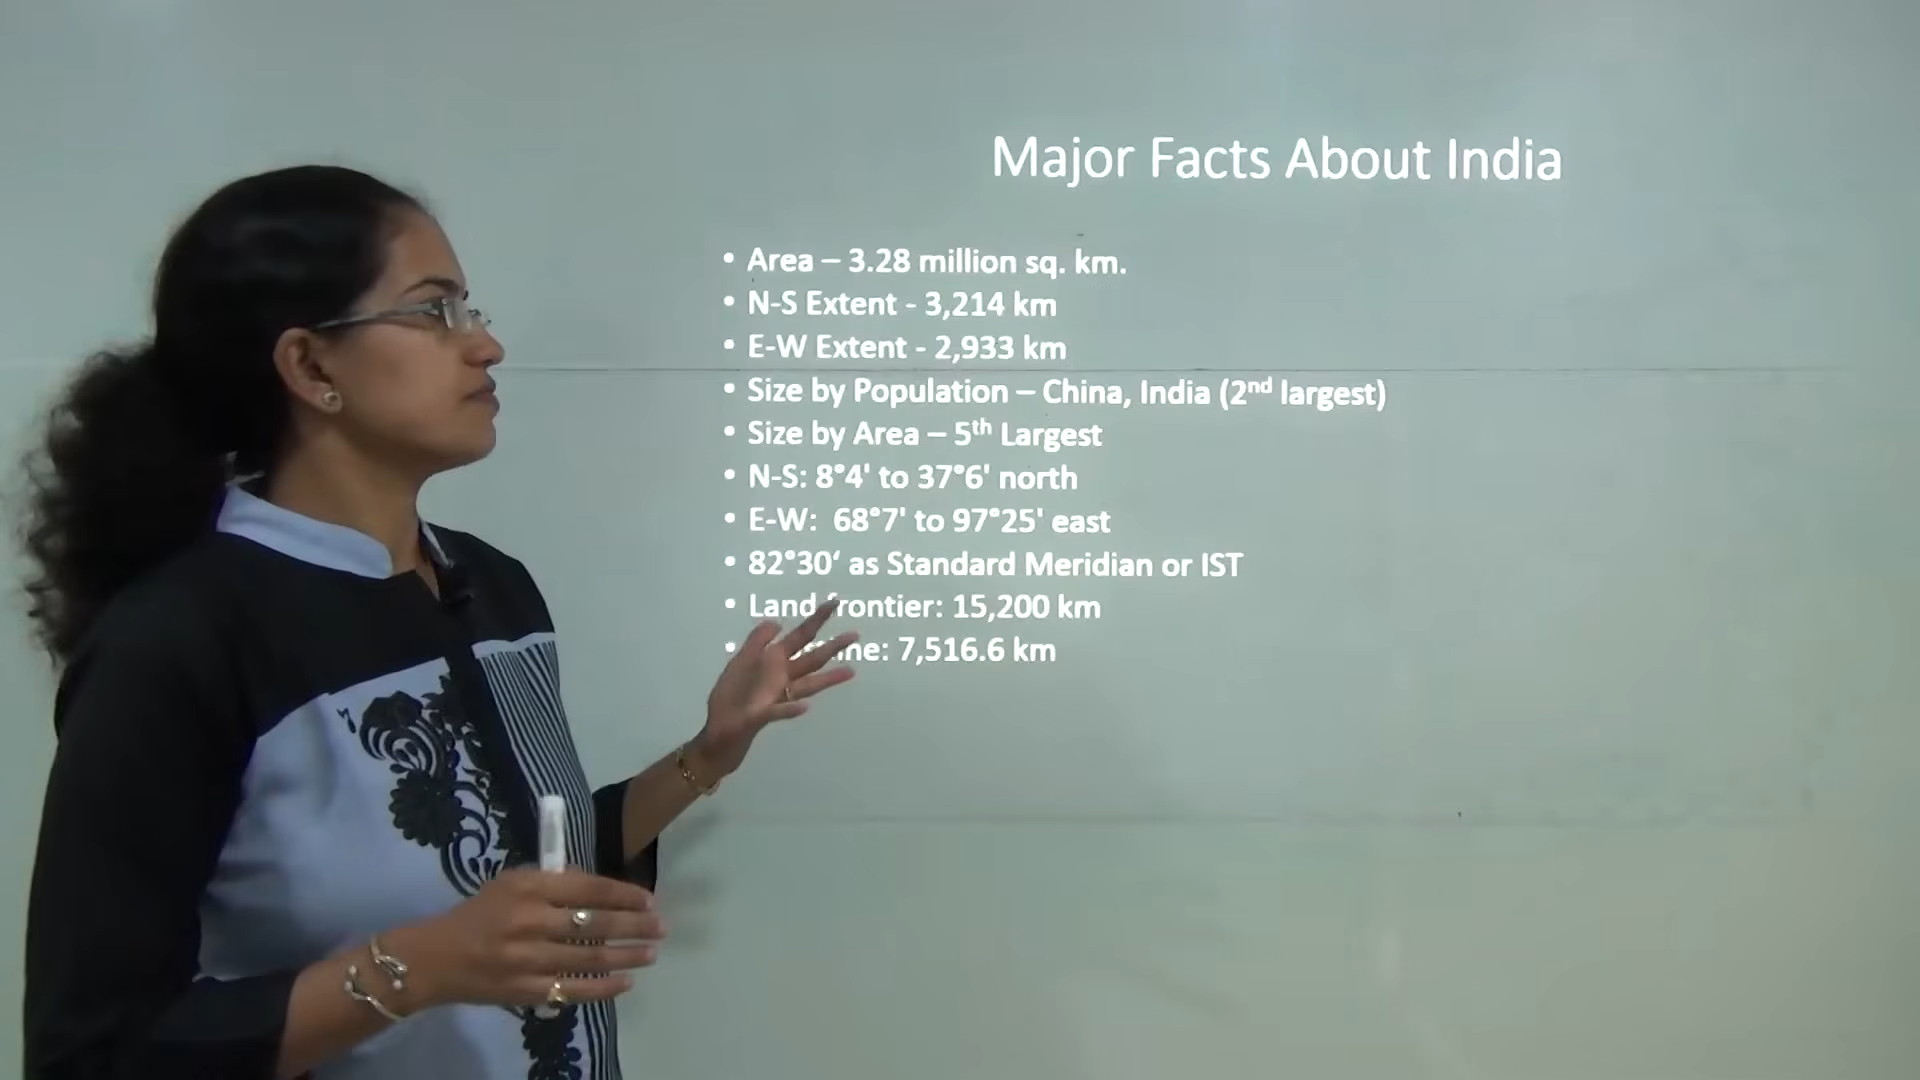 Major Facts About India
• Area – 3.28 million sq. km.
• N-S Extent - 3,214 km
• E-W Extent - 2,933 km
• Size by Population – China, India (2nd largest)
• Size by Area – 5th Largest
• N-S: 8°4' to 37°6' north
• E-W:  68°7' to 97°25' east
• 82°30‘ as Standard Meridian or IST
• Land frontier: 15,200 km
• 7,516.6 km